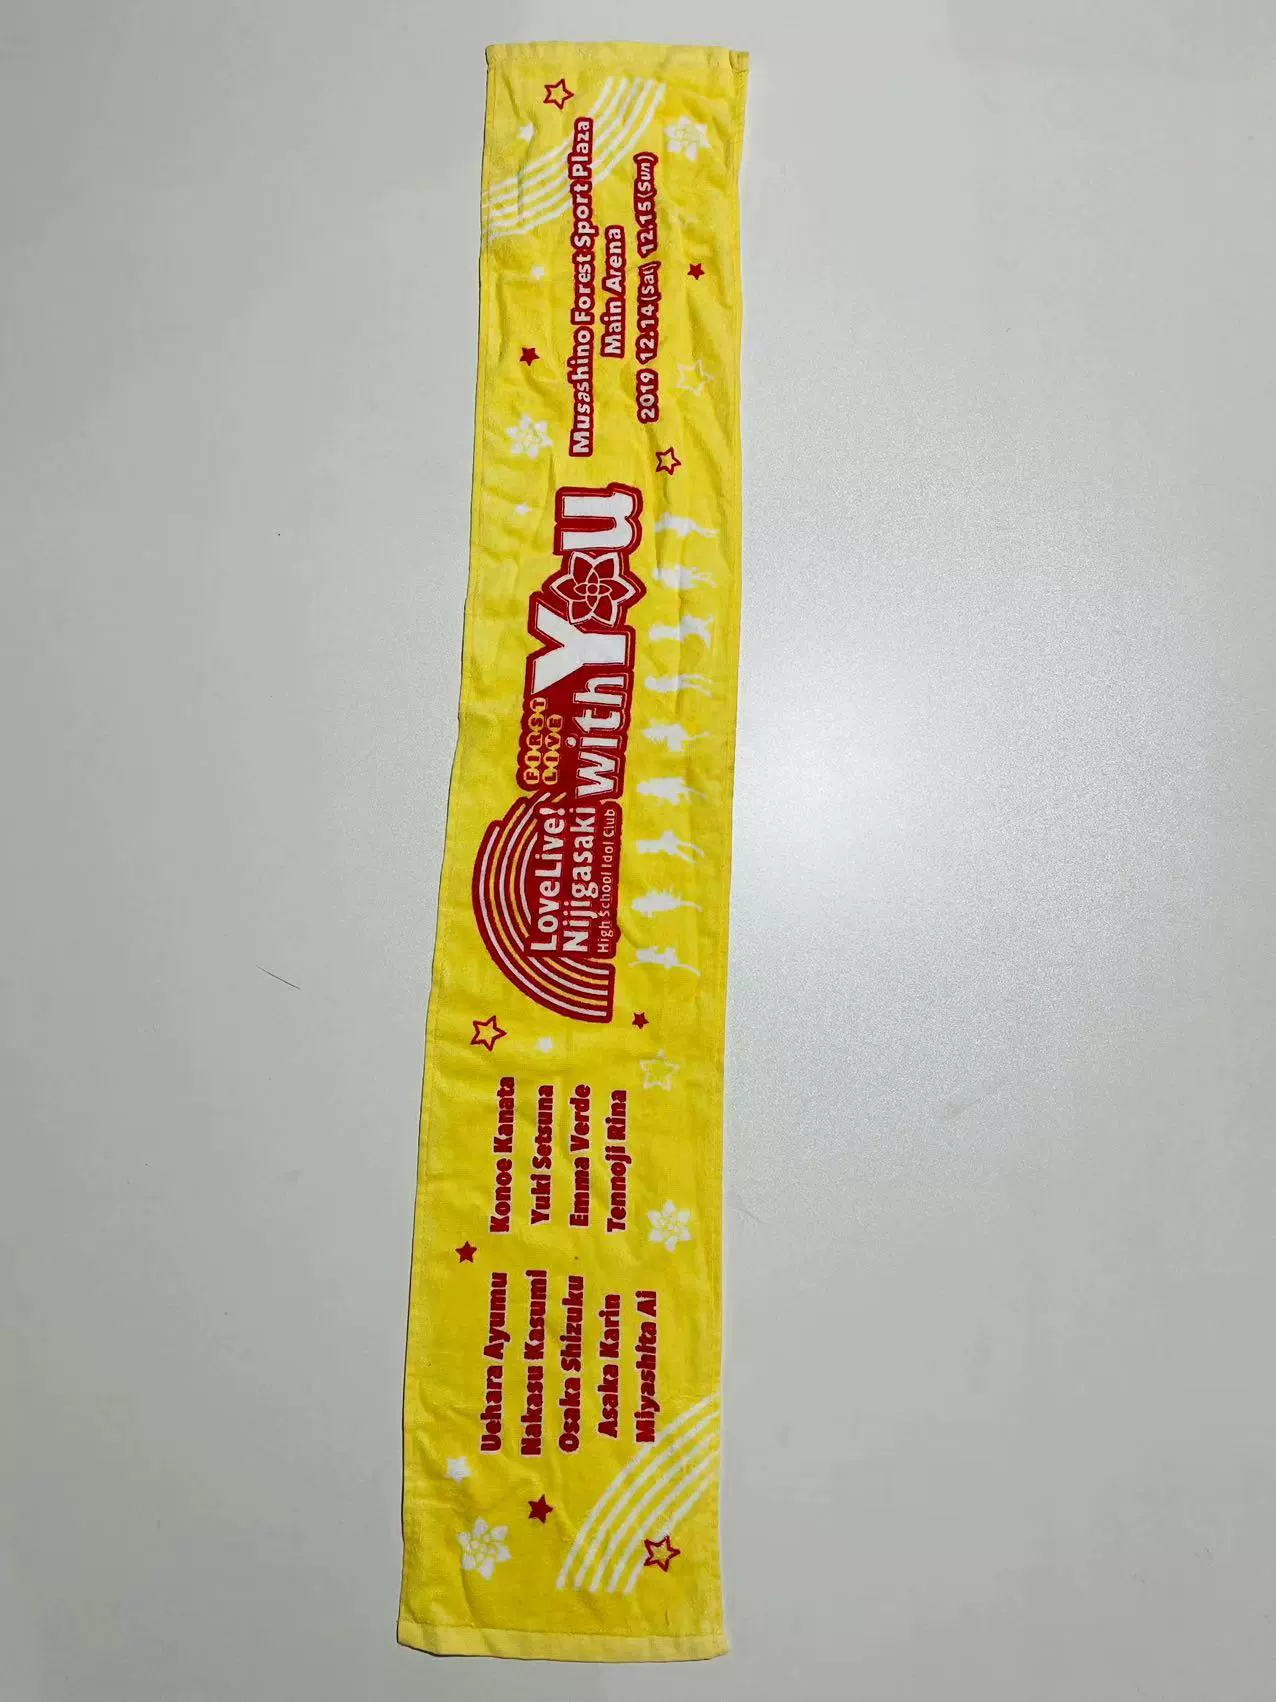 Uehara Ayumu
Nakasu Kasumi
Osaka Shizuku
Asaka Karin
Miyashita Ai
Konoe Kanata
Yuki Setsuna
Emma Verde
Tennoji Rina
LoveLive!
Nijigasaki
High School Idol Club
FIRST
LIVE
with You
Musashino Forest Sport Plaza
Main Arena
2019 12.14(Sat) 12.15(Sun)